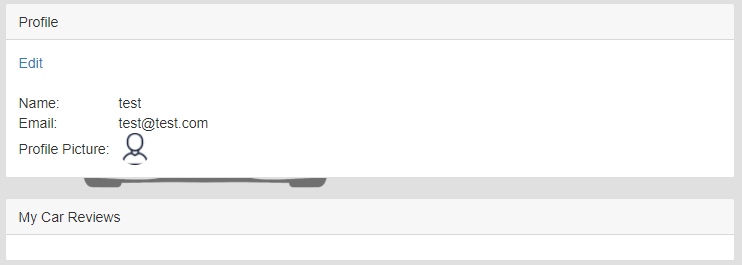 Profile
Edit
Name: test
Email: test@test.com
Profile Picture:
My Car Reviews